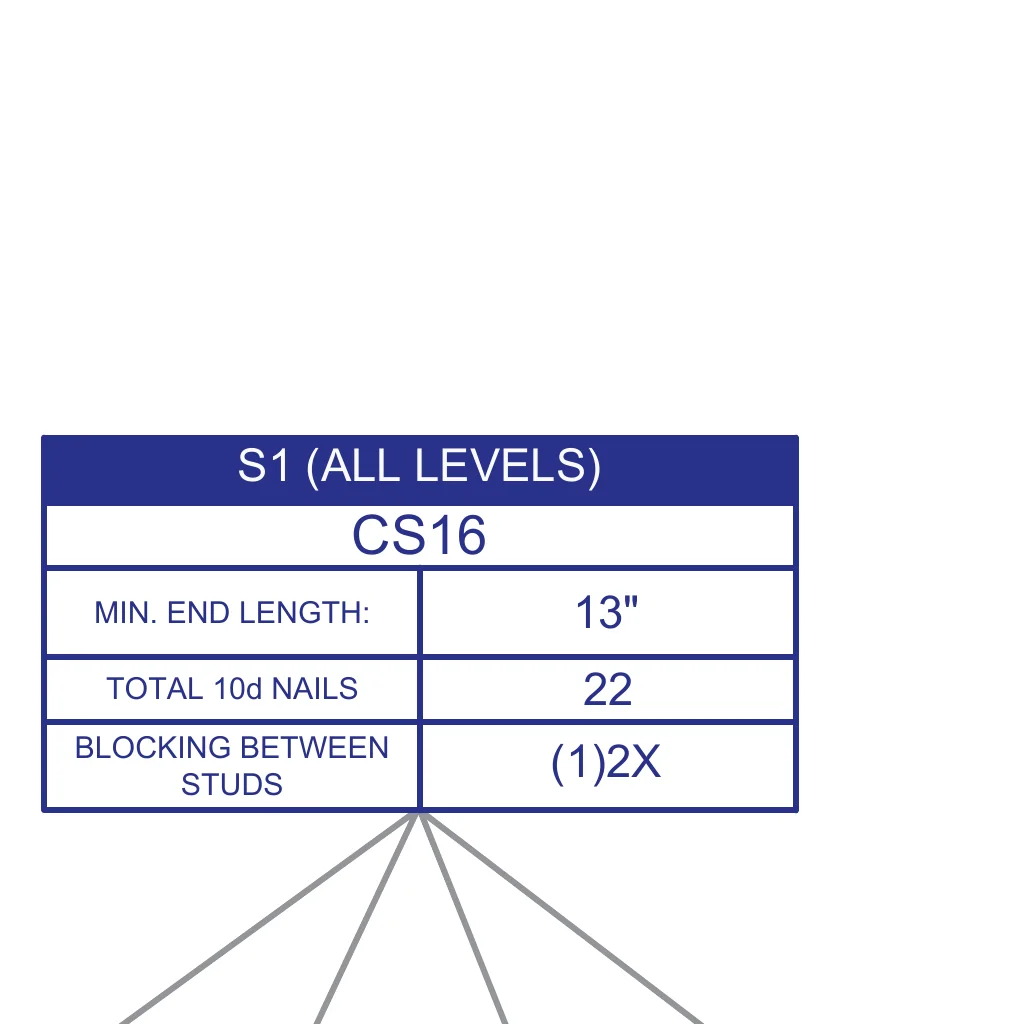 S1 (ALL LEVELS)
CS16
MIN. END LENGTH:
13"
TOTAL 10d NAILS
22
BLOCKING BETWEEN
STUDS
(1)2X